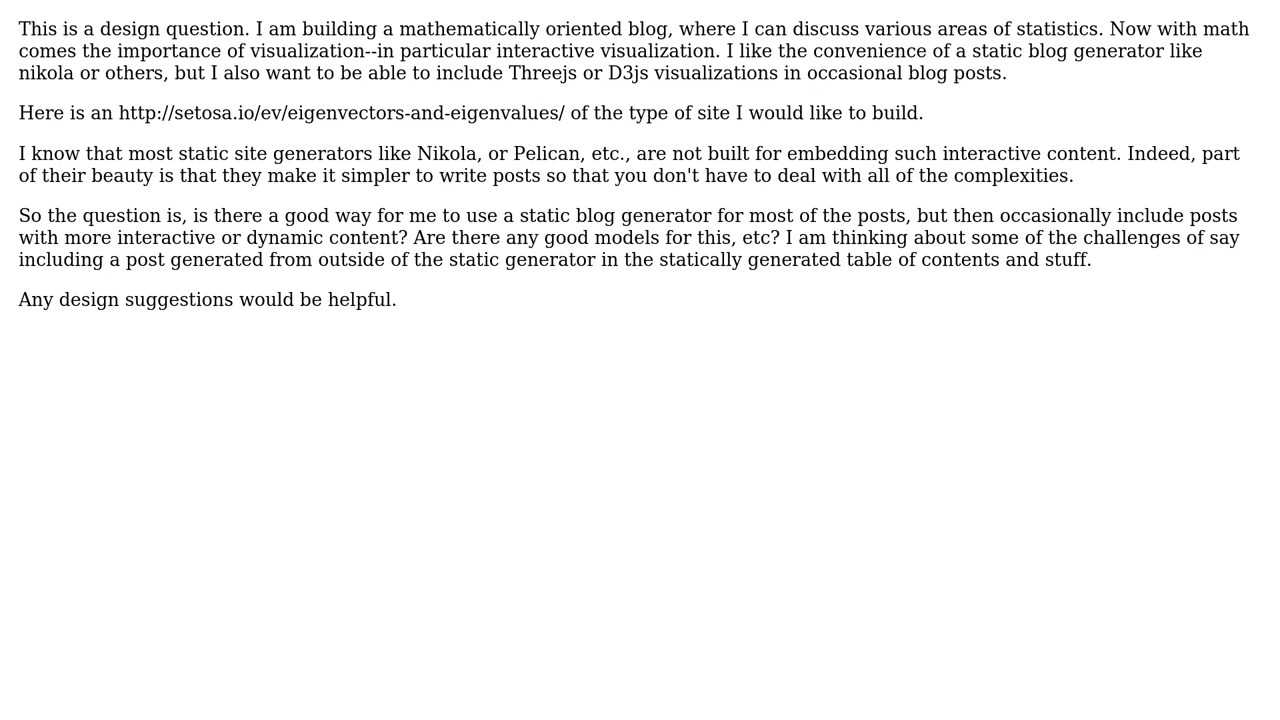 This is a design question. I am building a mathematically oriented blog, where I can discuss various areas of statistics. Now with math
comes the importance of visualization--in particular interactive visualization. I like the convenience of a static blog generator like
nikola or others, but I also want to be able to include Threejs or D3js visualizations in occasional blog posts.
Here is an http://setosa.io/ev/eigenvectors-and-eigenvalues/ of the type of site I would like to build.
I know that most static site generators like Nikola, or Pelican, etc., are not built for embedding such interactive content. Indeed, part
of their beauty is that they make it simpler to write posts so that you don't have to deal with all of the complexities.
So the question is, is there a good way for me to use a static blog generator for most of the posts, but then occasionally include posts
with more interactive or dynamic content? Are there any good models for this, etc? I am thinking about some of the challenges of say
including a post generated from outside of the static generator in the statically generated table of contents and stuff.
Any design suggestions would be helpful.